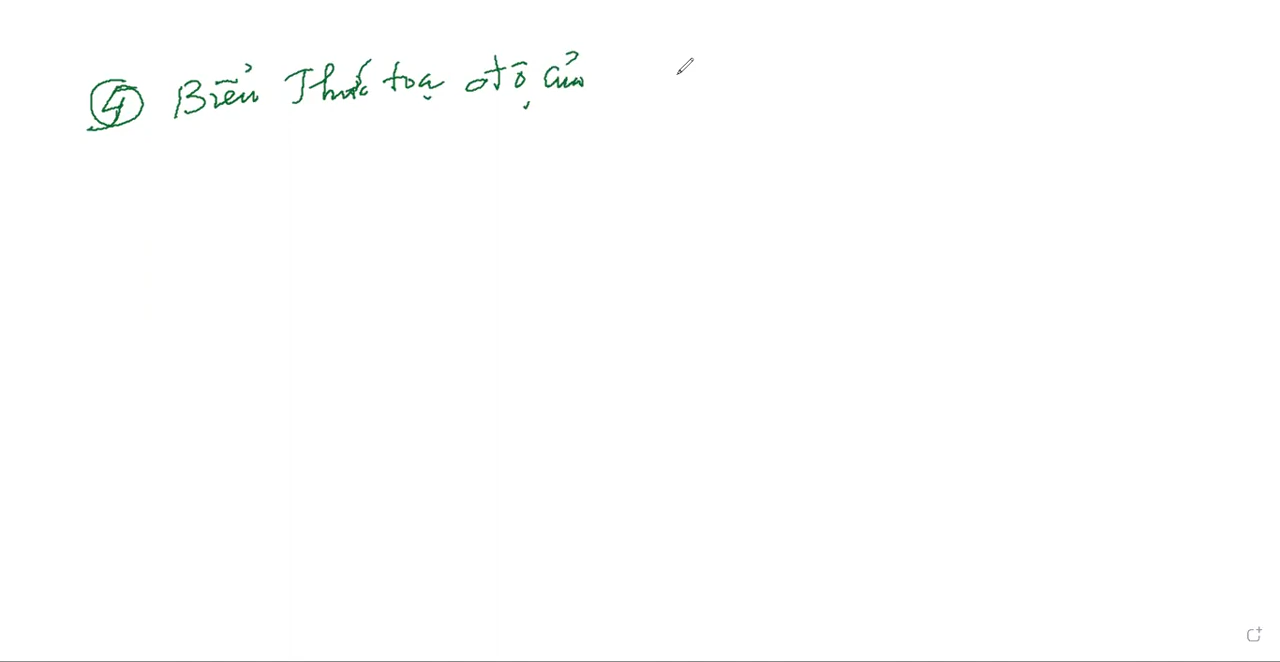 ④ Biểu Thức toạ độ của